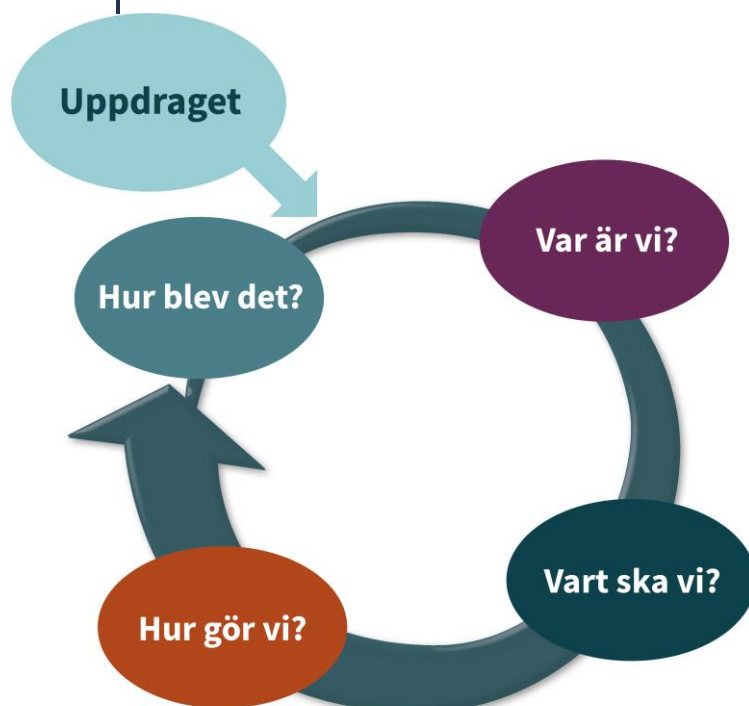 Uppdraget
Var är vi?
Hur blev det?
Vart ska vi?
Hur gör vi?